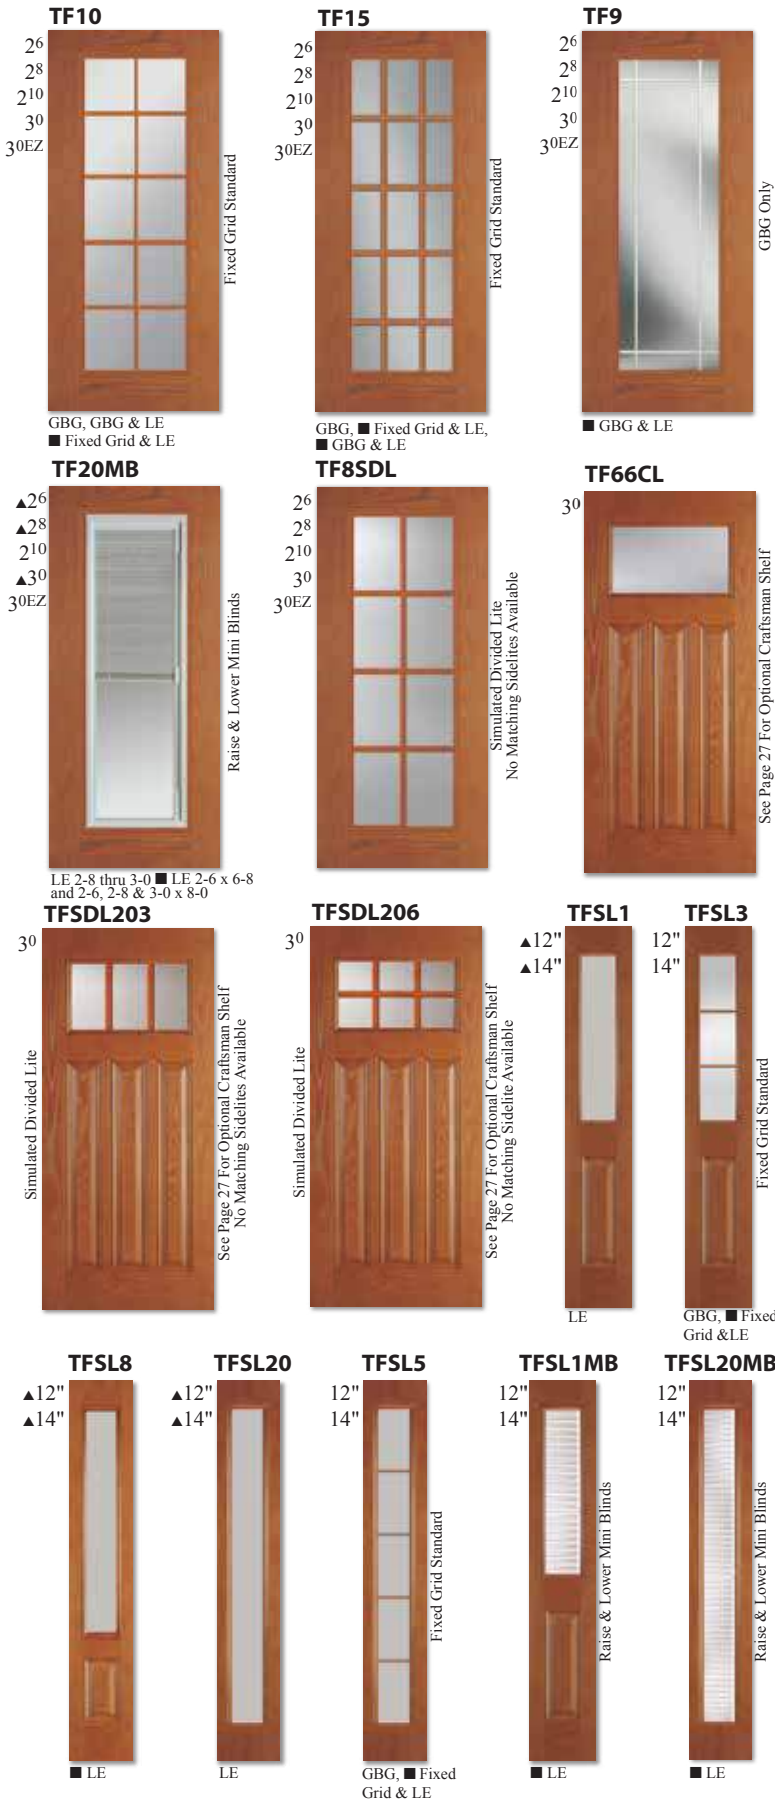 TF10
2⁶
2⁸
2¹⁰
3⁰
3⁰EZ
Fixed Grid Standard
GBG, GBG & LE
■ Fixed Grid & LE
TF15
2⁶
2⁸
2¹⁰
3⁰
3⁰EZ
Fixed Grid Standard
GBG, ■ Fixed Grid & LE,
■ GBG & LE
TF9
2⁶
2⁸
2¹⁰
3⁰
3⁰EZ
GBG Only
■ GBG & LE
TF20MB
▲2⁶
▲2⁸
2¹⁰
▲3⁰
3⁰EZ
Raise & Lower Mini Blinds
LE 2-8 thru 3-0 ■ LE 2-6 x 6-8
and 2-6, 2-8 & 3-0 x 8-0
TF8SDL
2⁶
2⁸
2¹⁰
3⁰
3⁰EZ
Simulated Divided Lite
No Matching Sidelites Available
TF66CL
3⁰
See Page 27 For Optional Craftsman Shelf
TFSDL203
3⁰
Simulated Divided Lite
See Page 27 For Optional Craftsman Shelf
No Matching Sidelites Available
TFSDL206
3⁰
Simulated Divided Lite
See Page 27 For Optional Craftsman Shelf
No Matching Sidelite Available
TFSL1
▲12"
▲14"
LE
TFSL3
12"
14"
Fixed Grid Standard
GBG, ■ Fixed
Grid &LE
TFSL8
▲12"
▲14"
■ LE
TFSL20
▲12"
▲14"
LE
TFSL5
12"
14"
Fixed Grid Standard
GBG, ■ Fixed
Grid & LE
TFSL1MB
12"
14"
Raise & Lower Mini Blinds
■ LE
TFSL20MB
12"
14"
Raise & Lower Mini Blinds
■ LE